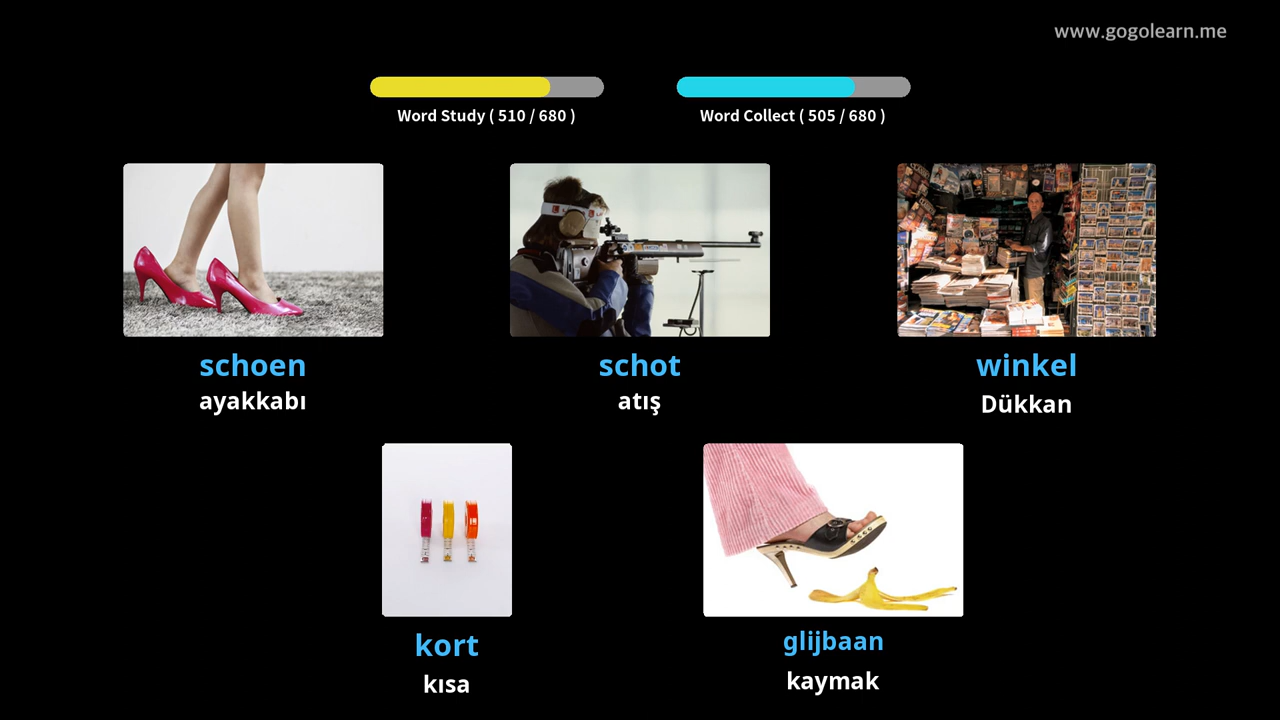 www.gogolearn.me
Word Study ( 510 / 680 )
Word Collect ( 505 / 680 )
schoen
ayakkabı
schot
atış
winkel
Dükkan
kort
kısa
glijbaan
kaymak